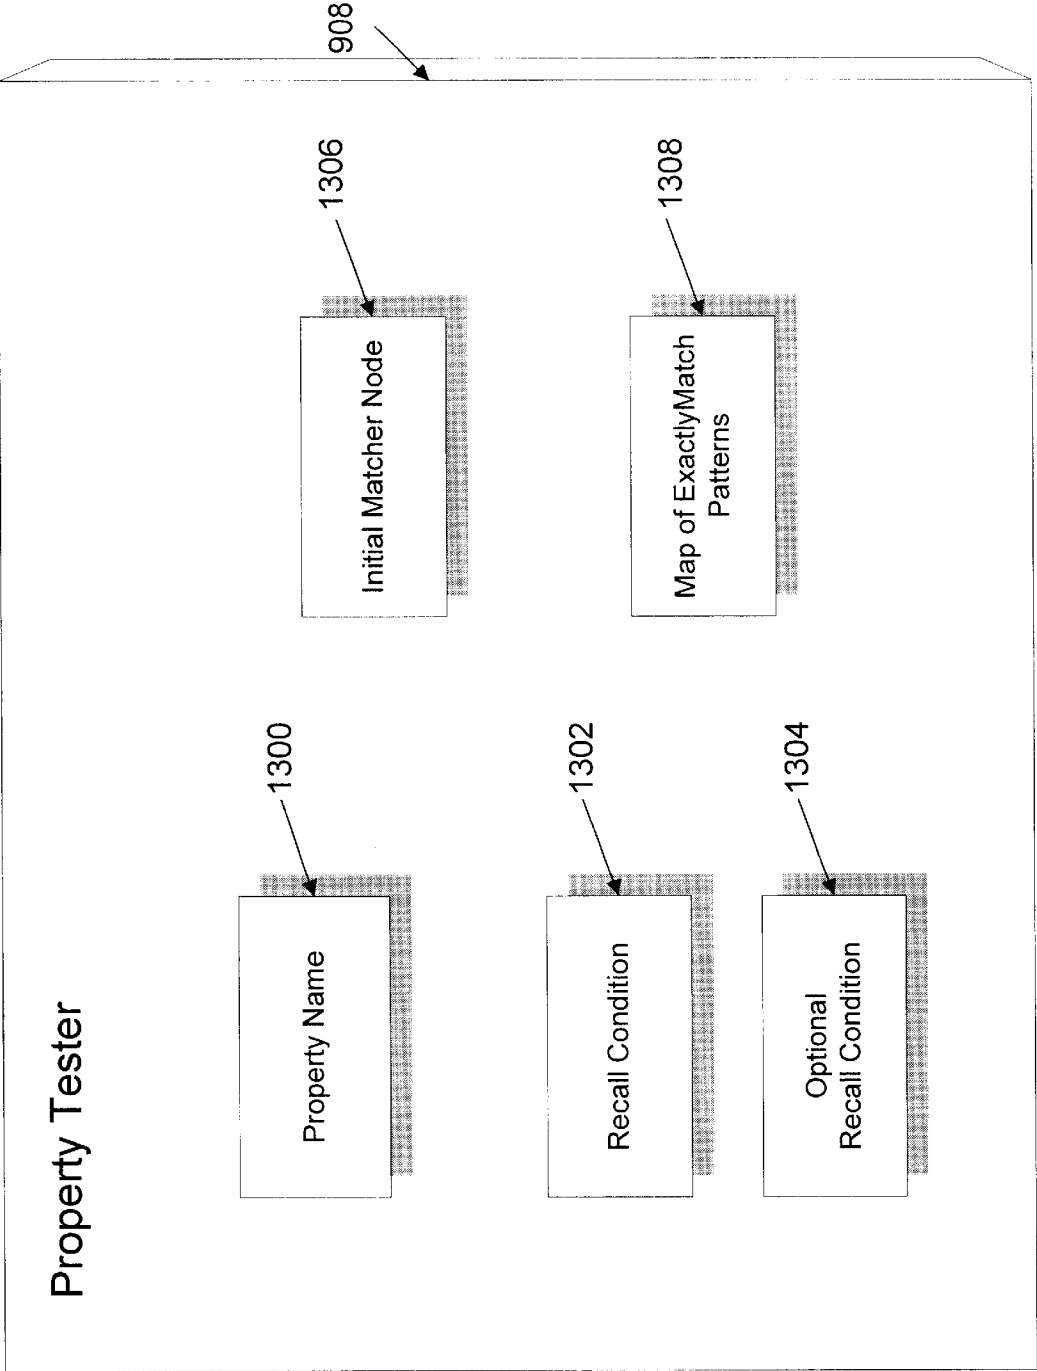 Property Tester
908
1300
Property Name
1306
Initial Matcher Node
1302
Recall Condition
1308
Map of ExactlyMatch
Patterns
1304
Optional
Recall Condition